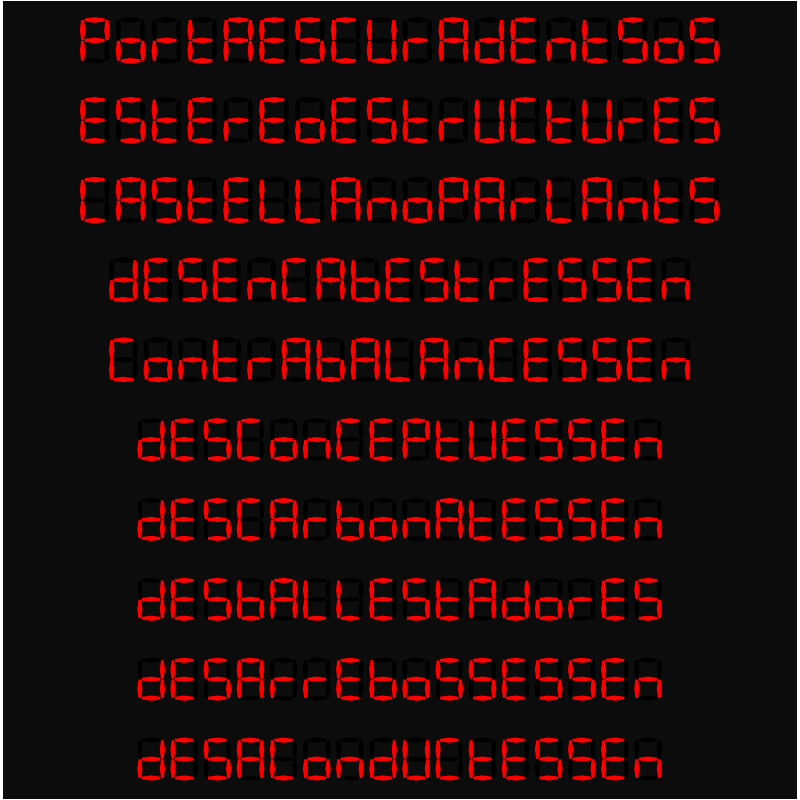 PortAESCUrAdEntSoS
EStErEoEStrUCtUrES
CAStELLAnoPArLAntS
dESEnCAbEStrESSEn
ContrAbALAnCESSEn
dESConCEPtUESSEn
dESCArbonAtESSEn
dESbALLEStAdorES
dESArrEboSSESSEn
dESACondUCtESSEn